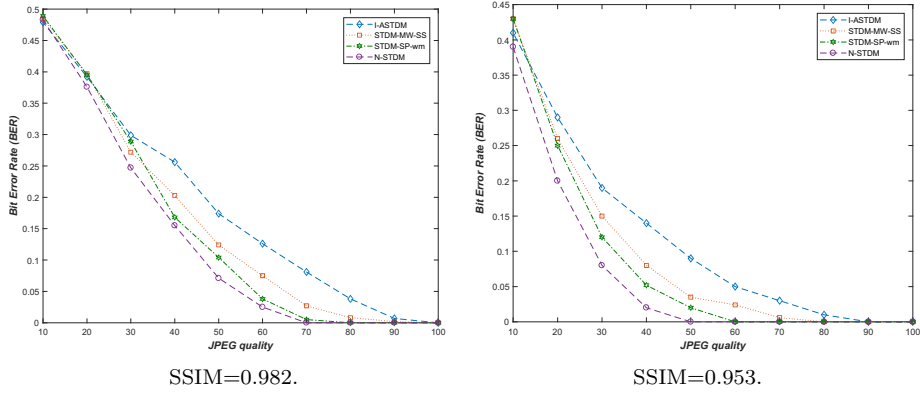 0.5
0.45
0.4
0.35
0.3
0.25
0.2
0.15
0.1
0.05
0
Bit Error Rate (BER)
10 20 30 40 50 60 70 80 90 100
JPEG quality
I-ASTDM
STDM-MW-SS
STDM-SP-wm
N-STDM
SSIM=0.982.
0.45
0.4
0.35
0.3
0.25
0.2
0.15
0.1
0.05
0
Bit Error Rate (BER)
10 20 30 40 50 60 70 80 90 100
JPEG quality
I-ASTDM
STDM-MW-SS
STDM-SP-wm
N-STDM
SSIM=0.953.